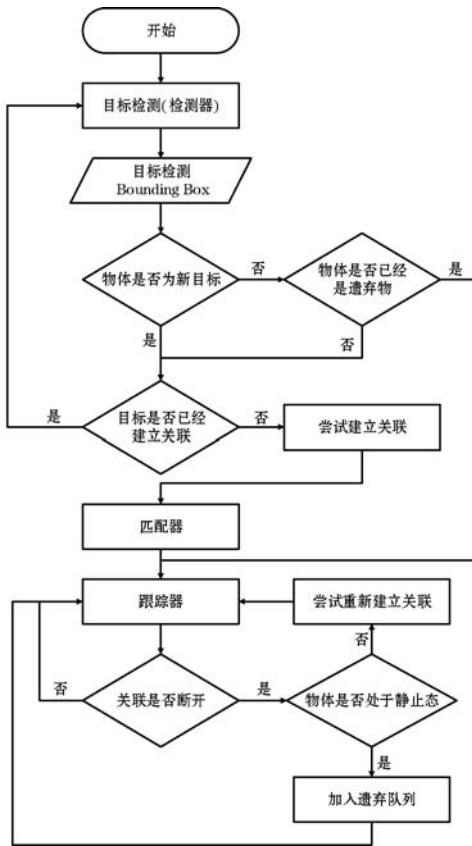 开始
目标检测(检测器)
目标检测
Bounding Box
物体是否为新目标
否
物体是否已经
是遗弃物
是
是
否
目标是否已经
建立关联
是
否
尝试建立关联
匹配器
跟踪器
尝试重新建立关联
否
关联是否断开
是
物体是否处于静止态
否
是
加入遗弃队列